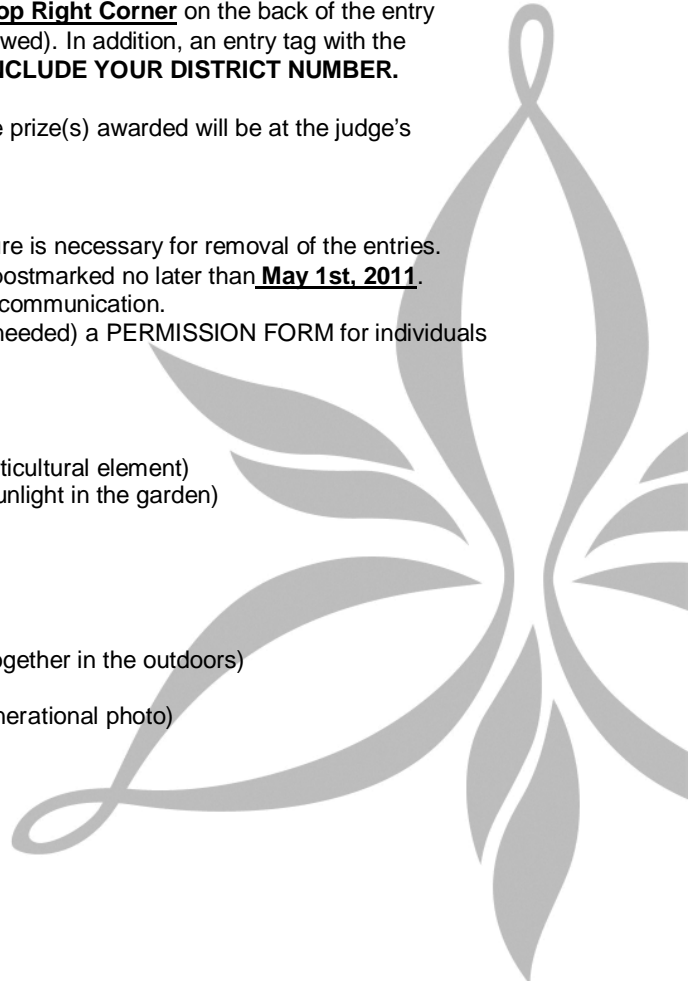 op Right Corner on the back of the entry
wed). In addition, an entry tag with the
NCLUDE YOUR DISTRICT NUMBER.
e prize(s) awarded will be at the judge's
ure is necessary for removal of the entries.
postmarked no later than May 1st, 2011.
communication.
needed) a PERMISSION FORM for individuals
ticultural element)
unlight in the garden)
ogether in the outdoors)
nerational photo)